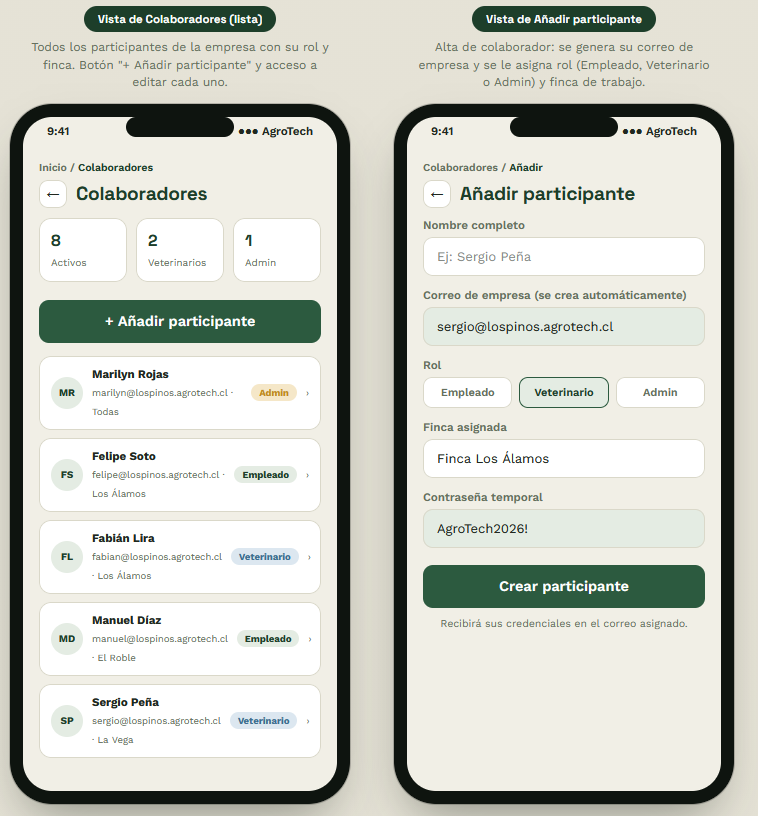 Vista de Colaboradores (lista)
Todos los participantes de la empresa con su rol y
finca. Botón "+ Añadir participante" y acceso a
editar cada uno.
9:41
●●● AgroTech
Inicio / Colaboradores
← Colaboradores
8
Activos
2
Veterinarios
1
Admin
+ Añadir participante
MR
Marilyn Rojas
marilyn@lospinos.agrotech.cl ·
Todas
Admin ›
FS
Felipe Soto
felipe@lospinos.agrotech.cl ·
Los Álamos
Empleado ›
FL
Fabián Lira
fabian@lospinos.agrotech.cl
· Los Álamos
Veterinario ›
MD
Manuel Díaz
manuel@lospinos.agrotech.cl
· El Roble
Empleado ›
SP
Sergio Peña
sergio@lospinos.agrotech.cl
· La Vega
Veterinario ›
Vista de Añadir participante
Alta de colaborador: se genera su correo de
empresa y se le asigna rol (Empleado, Veterinario
o Admin) y finca de trabajo.
9:41
●●● AgroTech
Colaboradores / Añadir
← Añadir participante
Nombre completo
Ej: Sergio Peña
Correo de empresa (se crea automáticamente)
sergio@lospinos.agrotech.cl
Rol
Empleado
Veterinario
Admin
Finca asignada
Finca Los Álamos
Contraseña temporal
AgroTech2026!
Crear participante
Recibirá sus credenciales en el correo asignado.